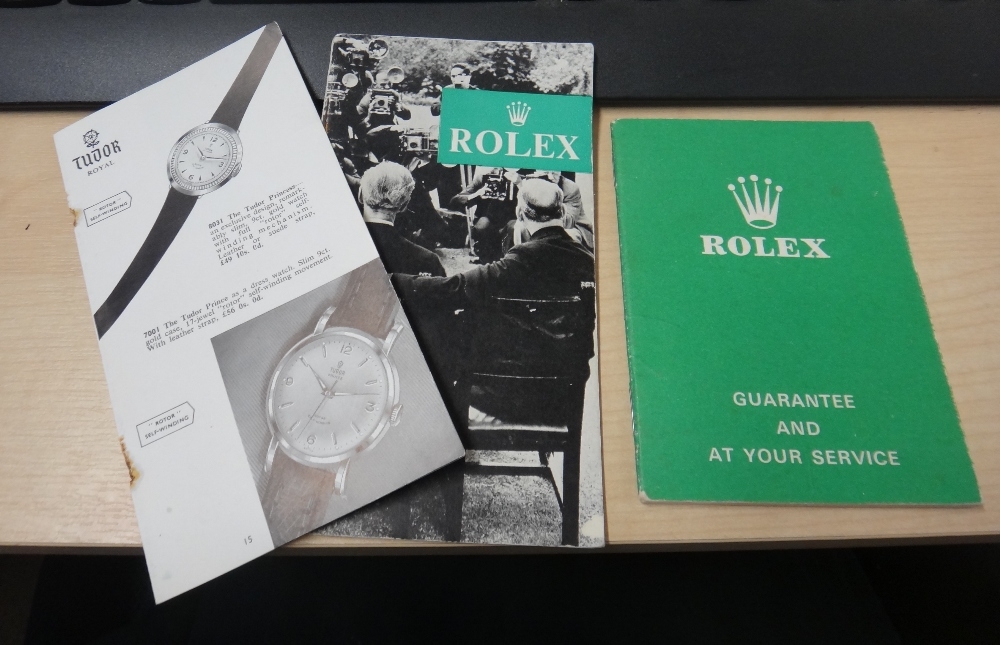 TUDOR
ROYAL
ROTOR
SELF-WINDING
8031 The Tudor Princess—
an exclusive design, remark-
ably slim, 9ct. gold watch
with full "rotor" self-
winding mechanism.
Leather or suede strap,
£49 10s. 0d.
7001 The Tudor Prince as a dress watch. Slim 9ct.
gold case, 17-jewel "rotor" self-winding movement.
With leather strap, £56 0s. 0d.
"ROTOR"
SELF-WINDING
TUDOR
15
ROLEX
ROLEX
GUARANTEE
AND
AT YOUR SERVICE